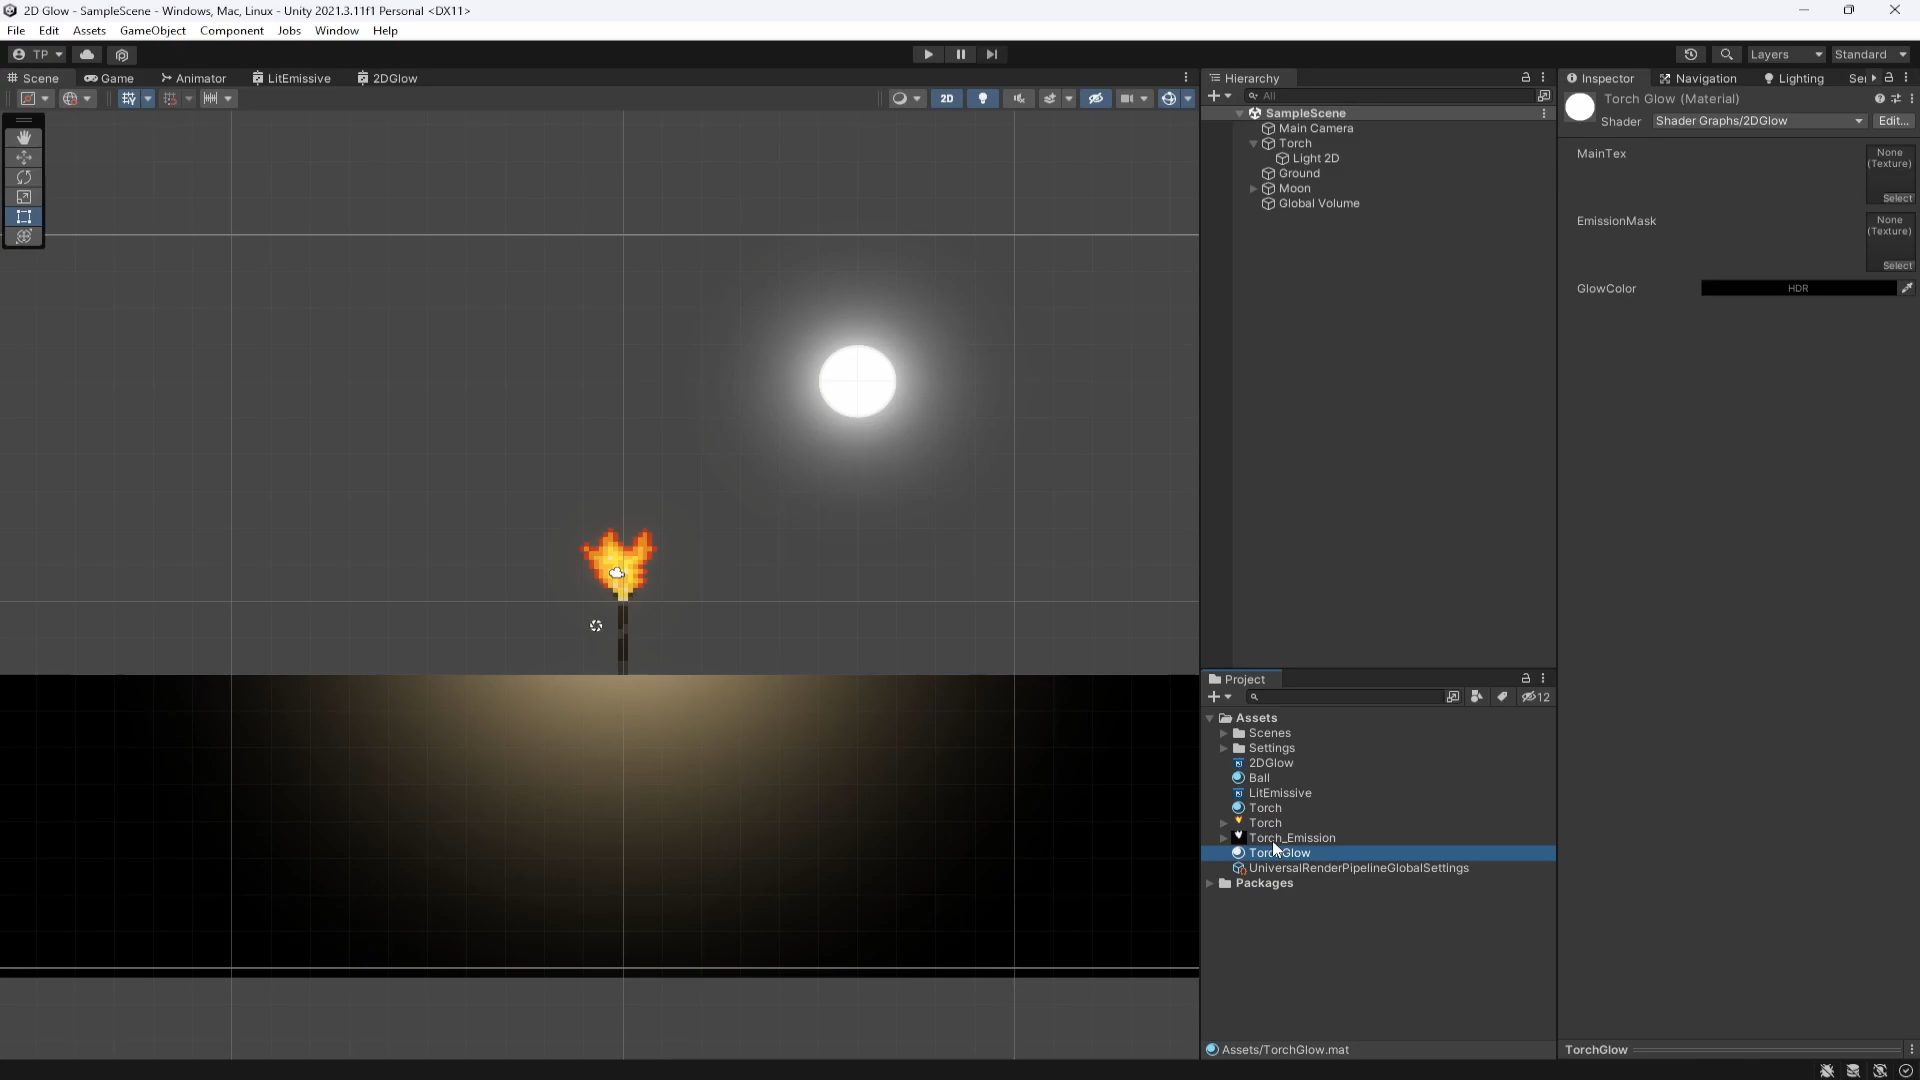 2D Glow - SampleScene - Windows, Mac, Linux - Unity 2021.3.11f1 Personal <DX11>
File Edit Assets GameObject Component Jobs Window Help
TP Layers Standard
Scene Game Animator LitEmissive 2DGlow
2D
Hierarchy
All
SampleScene
Main Camera
Torch
Light 2D
Ground
Moon
Global Volume
Project
12
Assets
Scenes
Settings
2DGlow
Ball
LitEmissive
Torch
Torch
Torch_Emission
TorchGlow
UniversalRenderPipelineGlobalSettings
Packages
Assets/TorchGlow.mat
Inspector Navigation Lighting
Torch Glow (Material)
Shader Shader Graphs/2DGlow Edit...
MainTex
None
(Texture)
Select
EmissionMask
None
(Texture)
Select
GlowColor HDR
TorchGlow